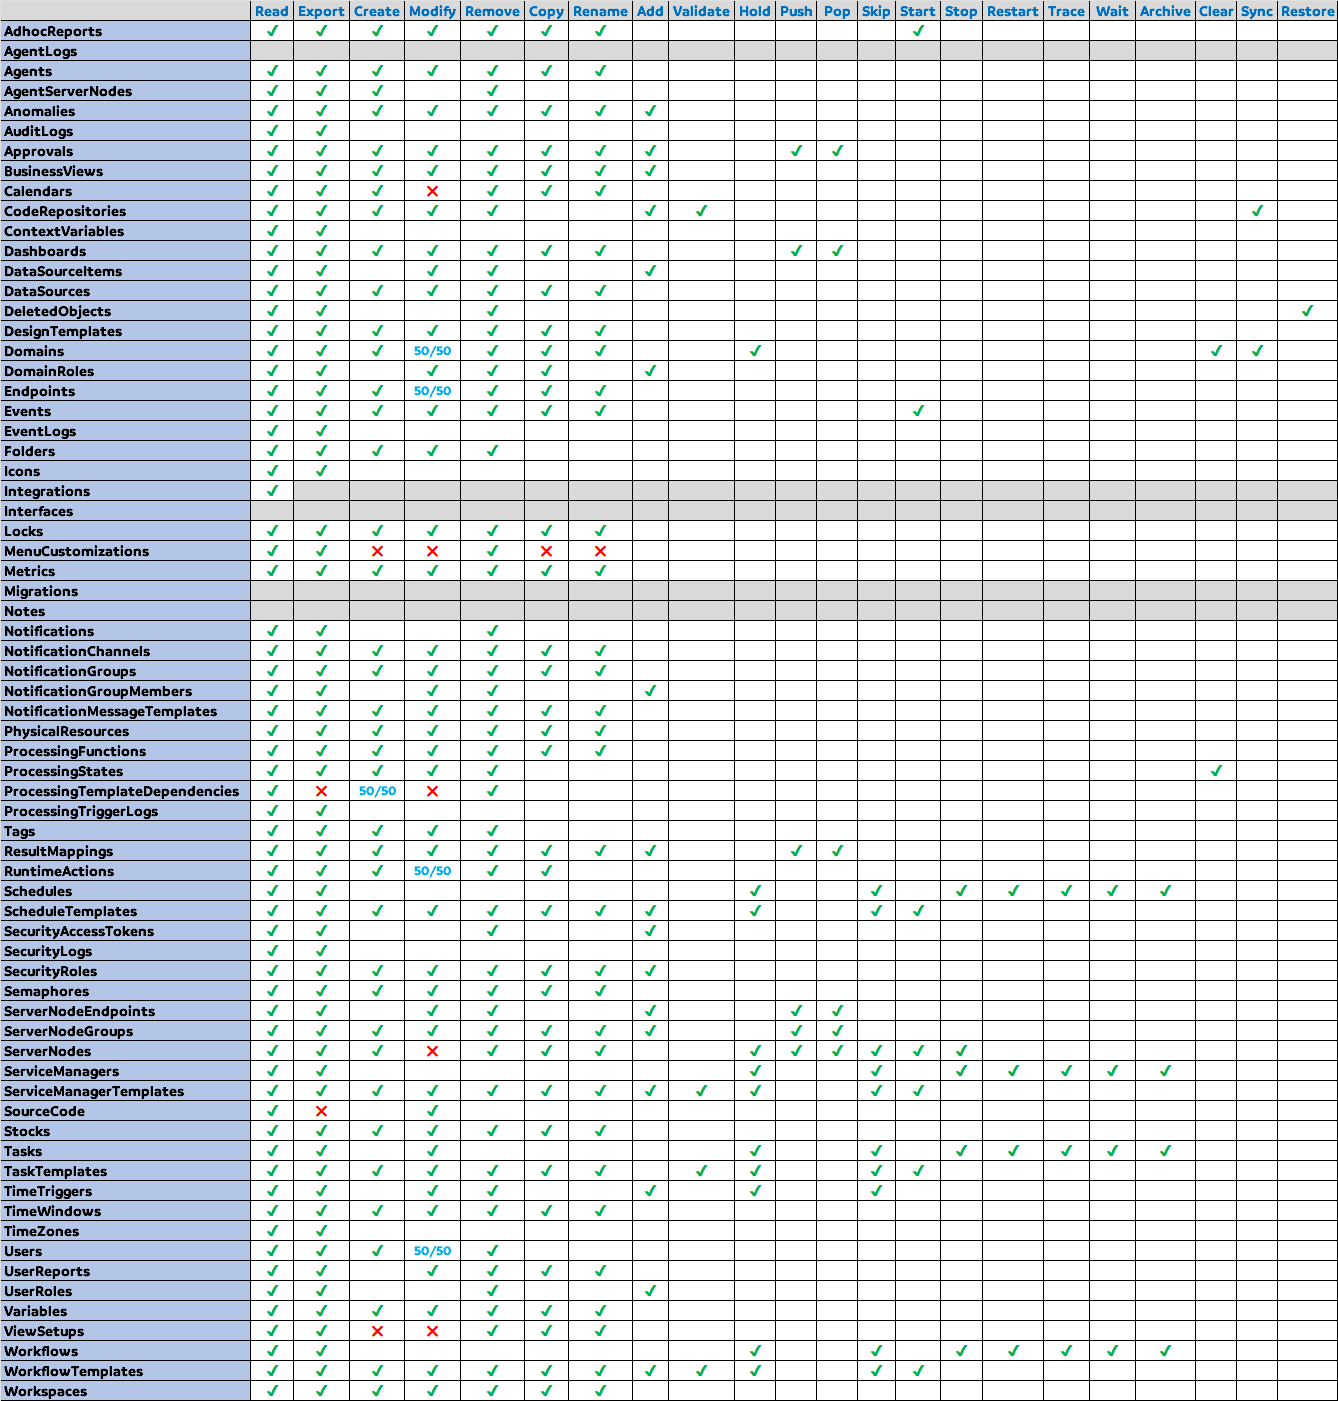 Read Export Create Modify Remove Copy Rename Add Validate Hold Push Pop Skip Start Stop Restart Trace Wait Archive Clear Sync Restore
AdhocReports ✓ ✓ ✓ ✓ ✓ ✓ ✓ ✓
AgentLogs
Agents ✓ ✓ ✓ ✓ ✓ ✓ ✓
AgentServerNodes ✓ ✓ ✓ ✓
Anomalies ✓ ✓ ✓ ✓ ✓ ✓ ✓ ✓
AuditLogs ✓ ✓
Approvals ✓ ✓ ✓ ✓ ✓ ✓ ✓ ✓ ✓ ✓
BusinessViews ✓ ✓ ✓ ✓ ✓ ✓ ✓ ✓
Calendars ✓ ✓ ✓ ✕ ✓ ✓ ✓
CodeRepositories ✓ ✓ ✓ ✓ ✓ ✓ ✓ ✓
ContextVariables ✓ ✓
Dashboards ✓ ✓ ✓ ✓ ✓ ✓ ✓ ✓ ✓
DataSourceItems ✓ ✓ ✓ ✓ ✓
DataSources ✓ ✓ ✓ ✓ ✓ ✓ ✓
DeletedObjects ✓ ✓ ✓ ✓
DesignTemplates ✓ ✓ ✓ ✓ ✓ ✓ ✓
Domains ✓ ✓ ✓ 50/50 ✓ ✓ ✓ ✓ ✓ ✓
DomainRoles ✓ ✓ ✓ ✓ ✓ ✓
Endpoints ✓ ✓ ✓ 50/50 ✓ ✓ ✓
Events ✓ ✓ ✓ ✓ ✓ ✓ ✓ ✓
EventLogs ✓ ✓
Folders ✓ ✓ ✓ ✓ ✓
Icons ✓ ✓
Integrations ✓
Interfaces
Locks ✓ ✓ ✓ ✓ ✓ ✓ ✓
MenuCustomizations ✓ ✓ ✕ ✕ ✓ ✕ ✕
Metrics ✓ ✓ ✓ ✓ ✓ ✓ ✓
Migrations
Notes
Notifications ✓ ✓ ✓
NotificationChannels ✓ ✓ ✓ ✓ ✓ ✓ ✓
NotificationGroups ✓ ✓ ✓ ✓ ✓ ✓ ✓
NotificationGroupMembers ✓ ✓ ✓ ✓ ✓
NotificationMessageTemplates ✓ ✓ ✓ ✓ ✓ ✓ ✓
PhysicalResources ✓ ✓ ✓ ✓ ✓ ✓ ✓
ProcessingFunctions ✓ ✓ ✓ ✓ ✓ ✓ ✓
ProcessingStates ✓ ✓ ✓ ✓ ✓ ✓
ProcessingTemplateDependencies ✓ ✕ 50/50 ✕ ✓
ProcessingTriggerLogs ✓ ✓
Tags ✓ ✓ ✓ ✓ ✓
ResultMappings ✓ ✓ ✓ ✓ ✓ ✓ ✓ ✓ ✓ ✓
RuntimeActions ✓ ✓ ✓ 50/50 ✓ ✓
Schedules ✓ ✓ ✓ ✓ ✓ ✓ ✓ ✓ ✓
ScheduleTemplates ✓ ✓ ✓ ✓ ✓ ✓ ✓ ✓ ✓ ✓ ✓
SecurityAccessTokens ✓ ✓ ✓ ✓
SecurityLogs ✓ ✓
SecurityRoles ✓ ✓ ✓ ✓ ✓ ✓ ✓ ✓
Semaphores ✓ ✓ ✓ ✓ ✓ ✓ ✓
ServerNodeEndpoints ✓ ✓ ✓ ✓ ✓ ✓ ✓
ServerNodeGroups ✓ ✓ ✓ ✓ ✓ ✓ ✓ ✓ ✓ ✓
ServerNodes ✓ ✓ ✓ ✕ ✓ ✓ ✓ ✓ ✓ ✓ ✓ ✓ ✓
ServiceManagers ✓ ✓ ✓ ✓ ✓ ✓ ✓ ✓ ✓
ServiceManagerTemplates ✓ ✓ ✓ ✓ ✓ ✓ ✓ ✓ ✓ ✓ ✓ ✓
SourceCode ✓ ✕ ✓
Stocks ✓ ✓ ✓ ✓ ✓ ✓ ✓
Tasks ✓ ✓ ✓ ✓ ✓ ✓ ✓ ✓ ✓ ✓
TaskTemplates ✓ ✓ ✓ ✓ ✓ ✓ ✓ ✓ ✓ ✓ ✓
TimeTriggers ✓ ✓ ✓ ✓ ✓ ✓ ✓
TimeWindows ✓ ✓ ✓ ✓ ✓ ✓ ✓
TimeZones ✓ ✓
Users ✓ ✓ ✓ 50/50 ✓
UserReports ✓ ✓ ✓ ✓ ✓ ✓
UserRoles ✓ ✓ ✓ ✓
Variables ✓ ✓ ✓ ✓ ✓ ✓ ✓
ViewSetups ✓ ✓ ✕ ✕ ✓ ✓ ✓
Workflows ✓ ✓ ✓ ✓ ✓ ✓ ✓ ✓ ✓
WorkflowTemplates ✓ ✓ ✓ ✓ ✓ ✓ ✓ ✓ ✓ ✓ ✓ ✓
Workspaces ✓ ✓ ✓ ✓ ✓ ✓ ✓